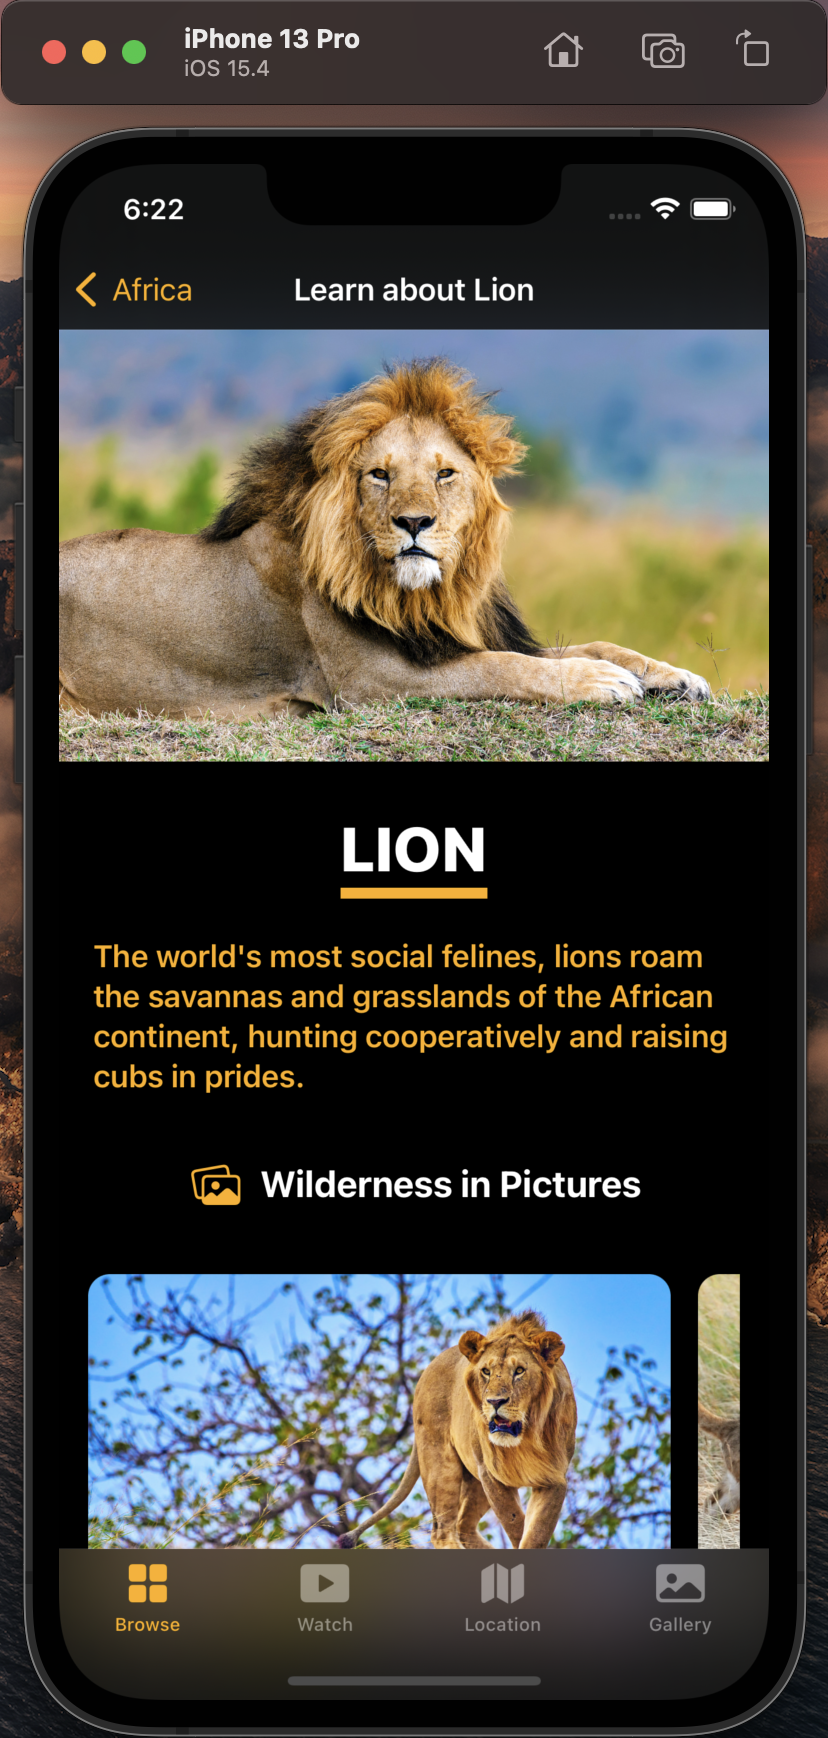 iPhone 13 Pro
iOS 15.4
6:22
Africa
Learn about Lion
LION
The world's most social felines, lions roam
the savannas and grasslands of the African
continent, hunting cooperatively and raising
cubs in prides.
Wilderness in Pictures
Browse
Watch
Location
Gallery